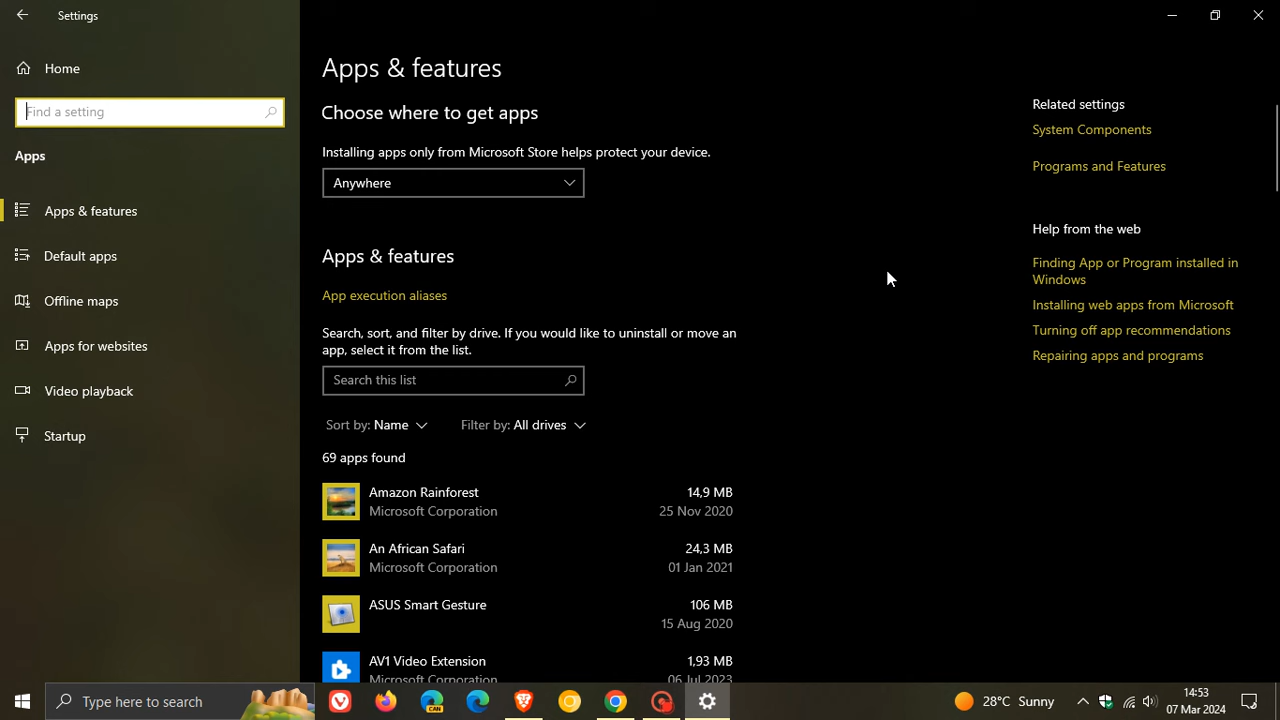 Settings
Home
Find a setting
Apps
Apps & features
Default apps
Offline maps
Apps for websites
Video playback
Startup
Apps & features
Choose where to get apps
Installing apps only from Microsoft Store helps protect your device.
Anywhere
Apps & features
App execution aliases
Search, sort, and filter by drive. If you would like to uninstall or move an
app, select it from the list.
Search this list
Sort by: Name
Filter by: All drives
69 apps found
Amazon Rainforest 14,9 MB
Microsoft Corporation 25 Nov 2020
An African Safari 24,3 MB
Microsoft Corporation 01 Jan 2021
ASUS Smart Gesture 106 MB
15 Aug 2020
AV1 Video Extension 1,93 MB
06 Jul 2023
Related settings
System Components
Programs and Features
Help from the web
Finding App or Program installed in
Windows
Installing web apps from Microsoft
Turning off app recommendations
Repairing apps and programs
Type here to search
CAN
28°C Sunny
14:53
07 Mar 2024